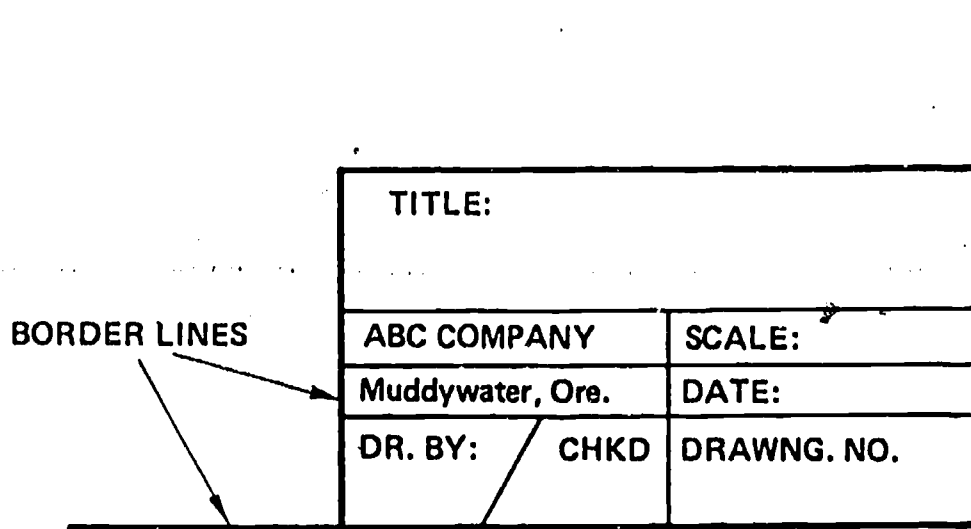 TITLE:
BORDER LINES
ABC COMPANY
SCALE:
Muddywater, Ore.
DATE:
DR. BY:
CHKD
DRAWNG. NO.